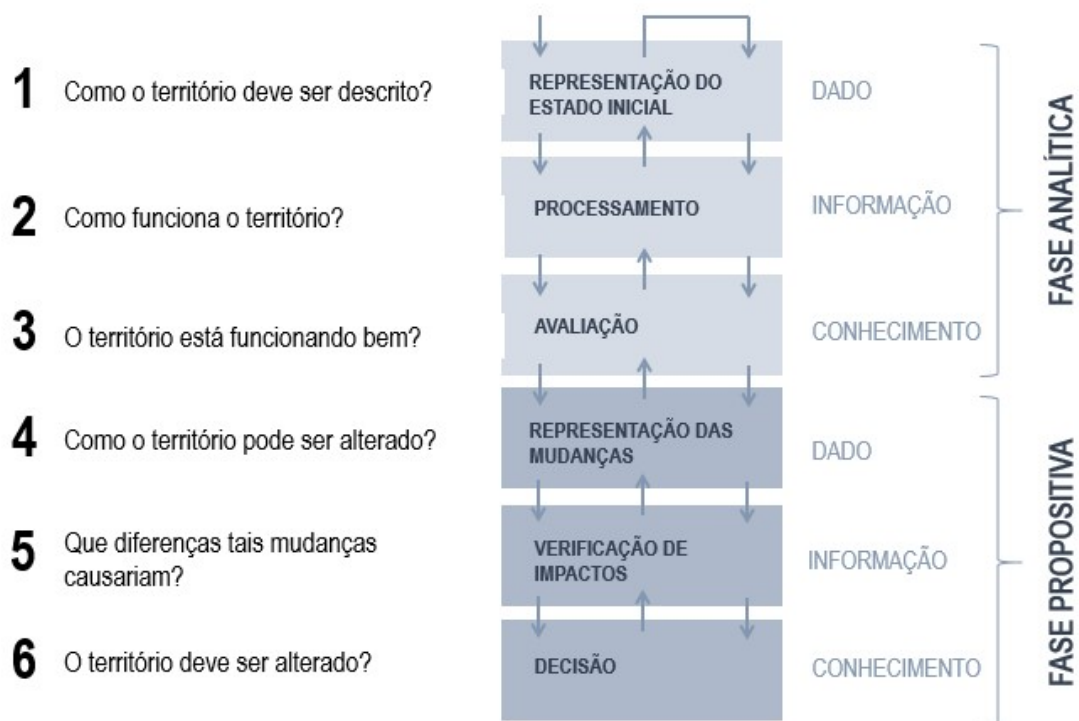 1
Como o território deve ser descrito?
REPRESENTAÇÃO DO
ESTADO INICIAL
DADO
2
Como funciona o território?
PROCESSAMENTO
INFORMAÇÃO
3
O território está funcionando bem?
AVALIAÇÃO
CONHECIMENTO
FASE ANALÍTICA
4
Como o território pode ser alterado?
REPRESENTAÇÃO DAS
MUDANÇAS
DADO
5
Que diferenças tais mudanças
causariam?
VERIFICAÇÃO DE
IMPACTOS
INFORMAÇÃO
6
O território deve ser alterado?
DECISÃO
CONHECIMENTO
FASE PROPOSITIVA